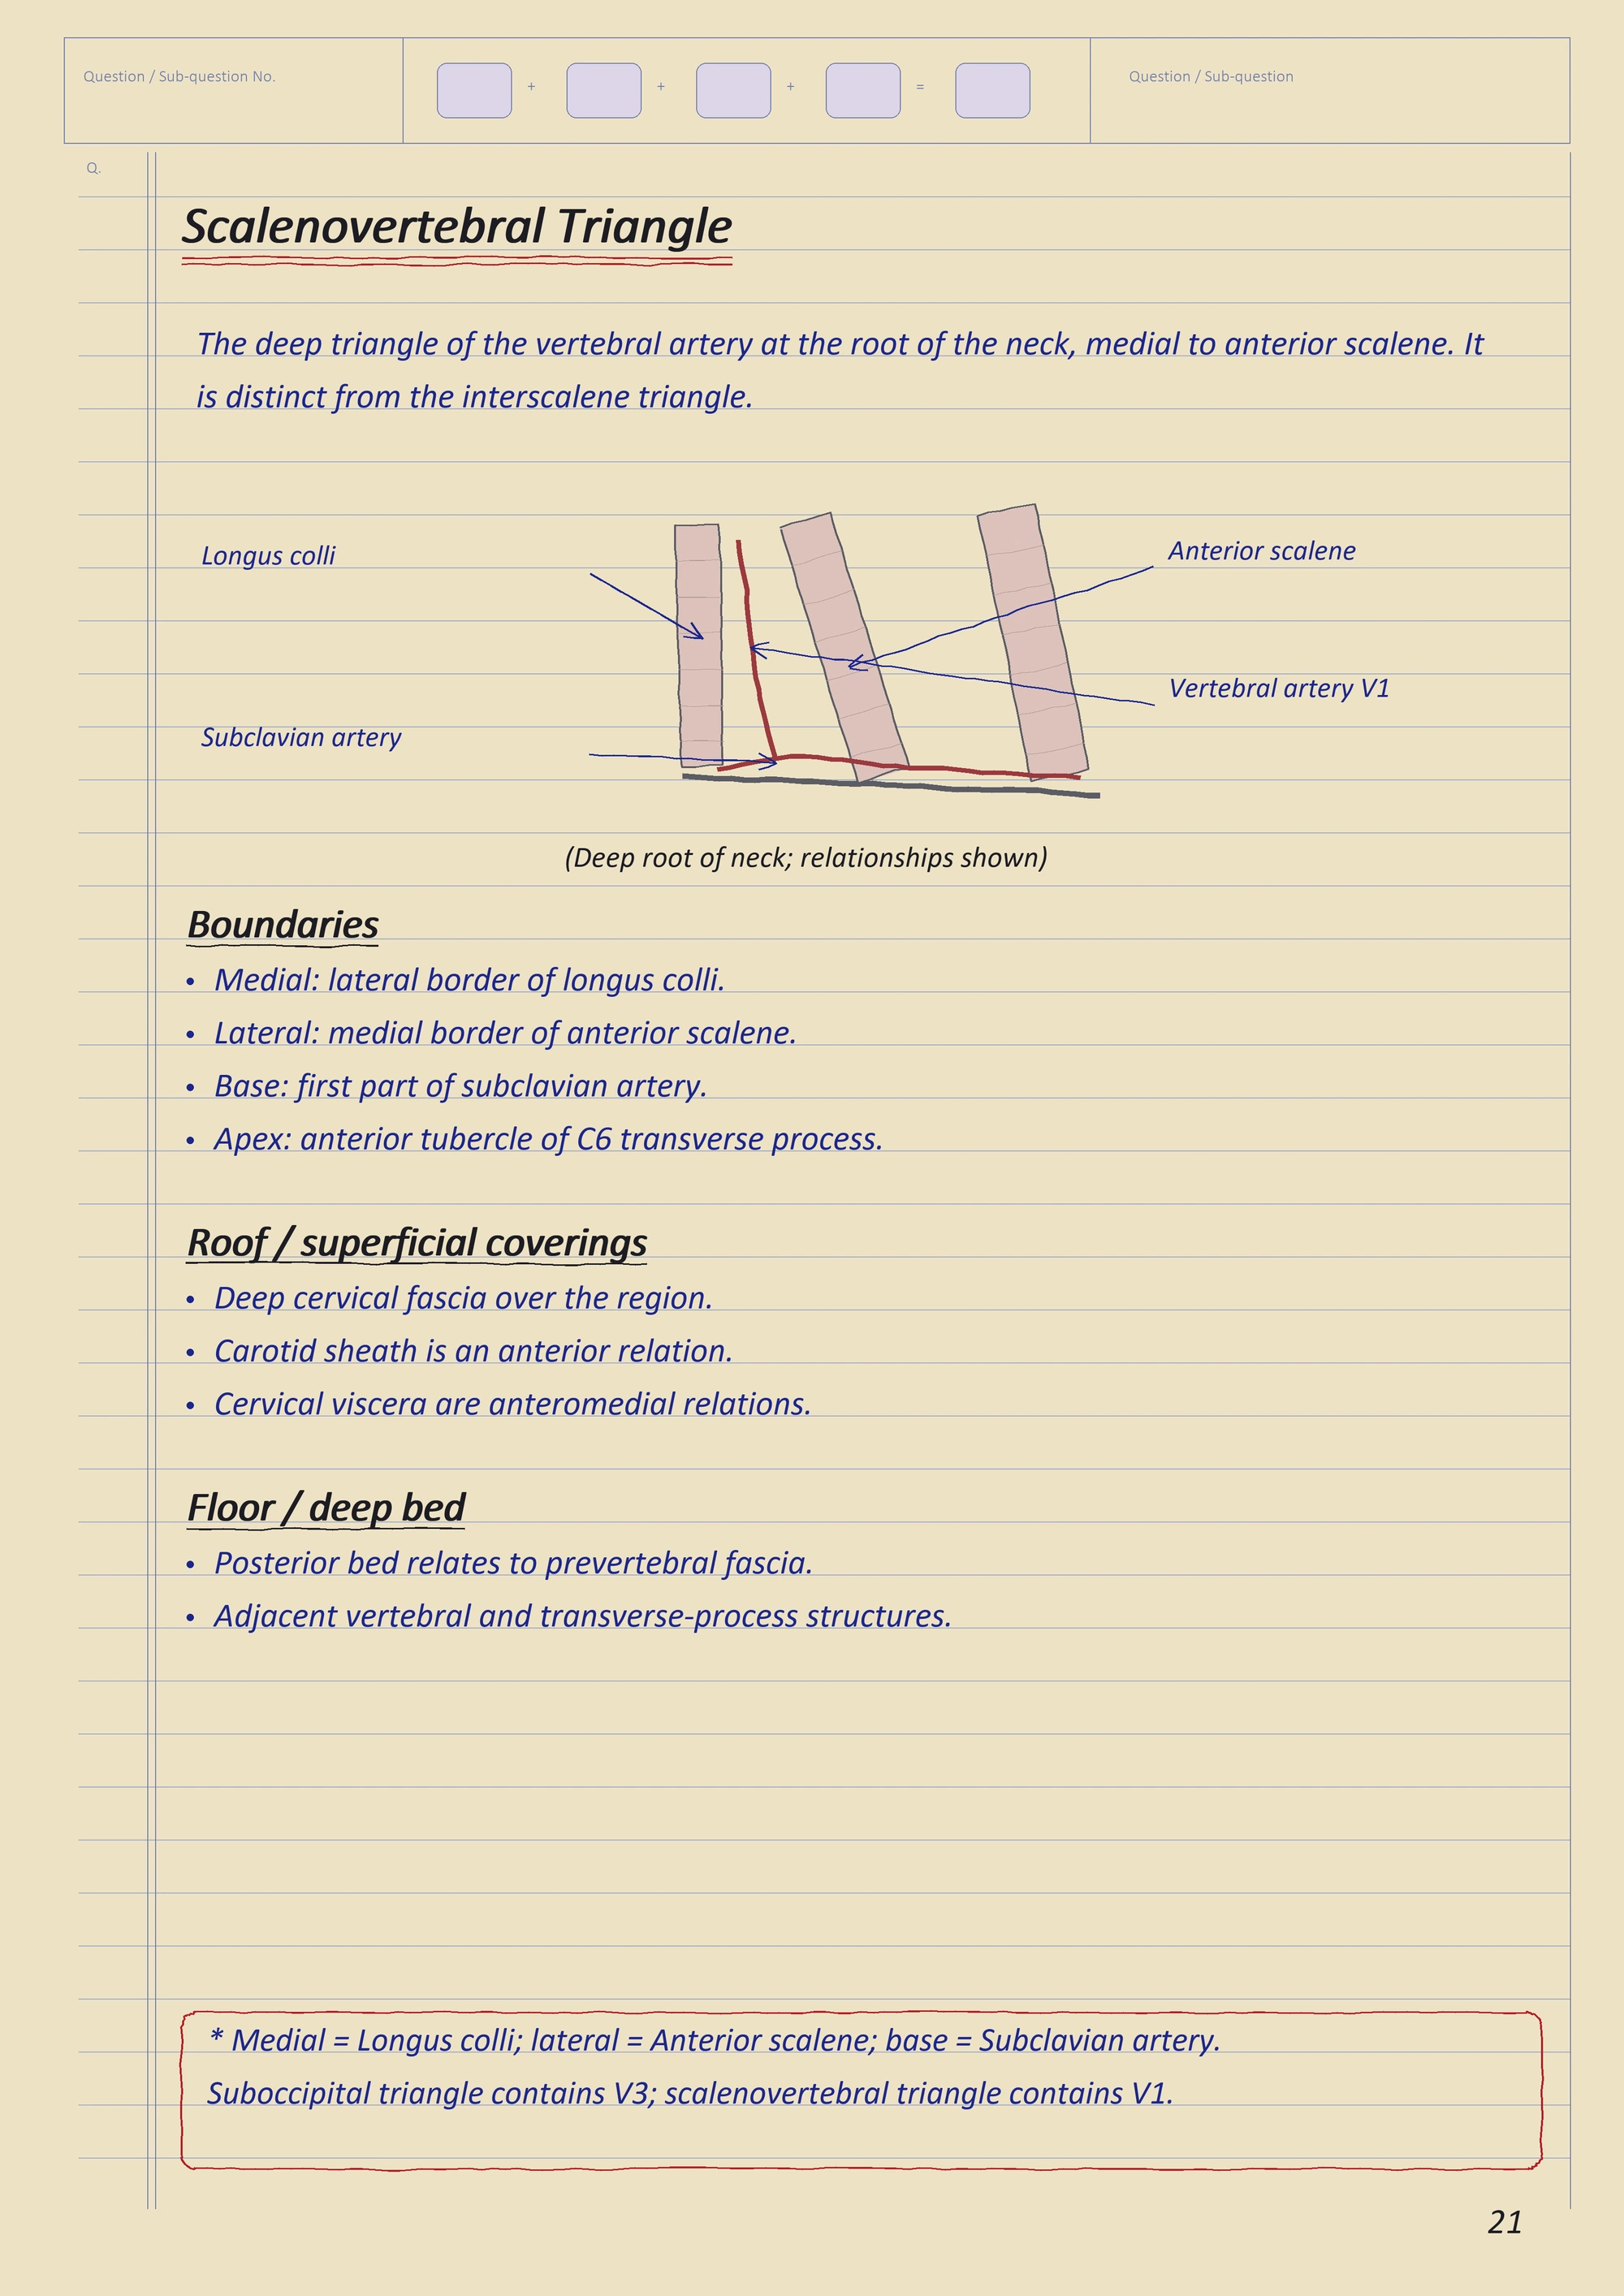 Question / Sub-question No.
+ + + =
Question / Sub-question
Q.
Scalenovertebral Triangle
The deep triangle of the vertebral artery at the root of the neck, medial to anterior scalene. It
is distinct from the interscalene triangle.
Longus colli
Anterior scalene
Vertebral artery V1
Subclavian artery
(Deep root of neck; relationships shown)
Boundaries
• Medial: lateral border of longus colli.
• Lateral: medial border of anterior scalene.
• Base: first part of subclavian artery.
• Apex: anterior tubercle of C6 transverse process.
Roof / superficial coverings
• Deep cervical fascia over the region.
• Carotid sheath is an anterior relation.
• Cervical viscera are anteromedial relations.
Floor / deep bed
• Posterior bed relates to prevertebral fascia.
• Adjacent vertebral and transverse-process structures.
* Medial = Longus colli; lateral = Anterior scalene; base = Subclavian artery.
Suboccipital triangle contains V3; scalenovertebral triangle contains V1.
21